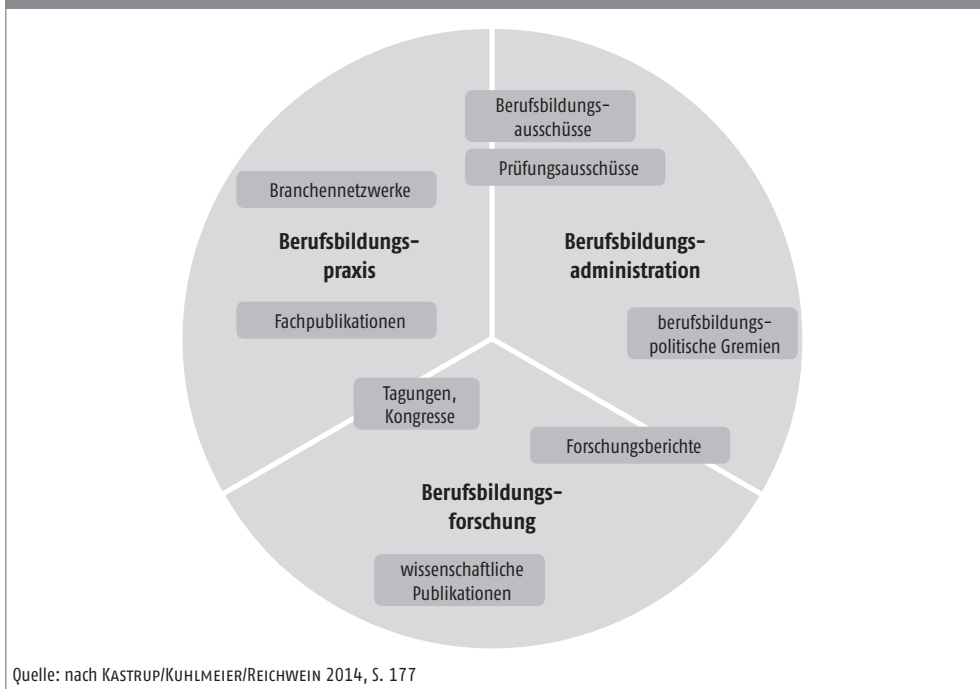 Berufsbildungs-
ausschüsse
Prüfungsausschüsse
Branchennetzwerke
Berufsbildungs-
praxis
Berufsbildungs-
administration
Fachpublikationen
berufsbildungs-
politische Gremien
Tagungen,
Kongresse
Forschungsberichte
Berufsbildungs-
forschung
wissenschaftliche
Publikationen
Quelle: nach KASTRUP/KUHLMEIER/REICHWEIN 2014, S. 177